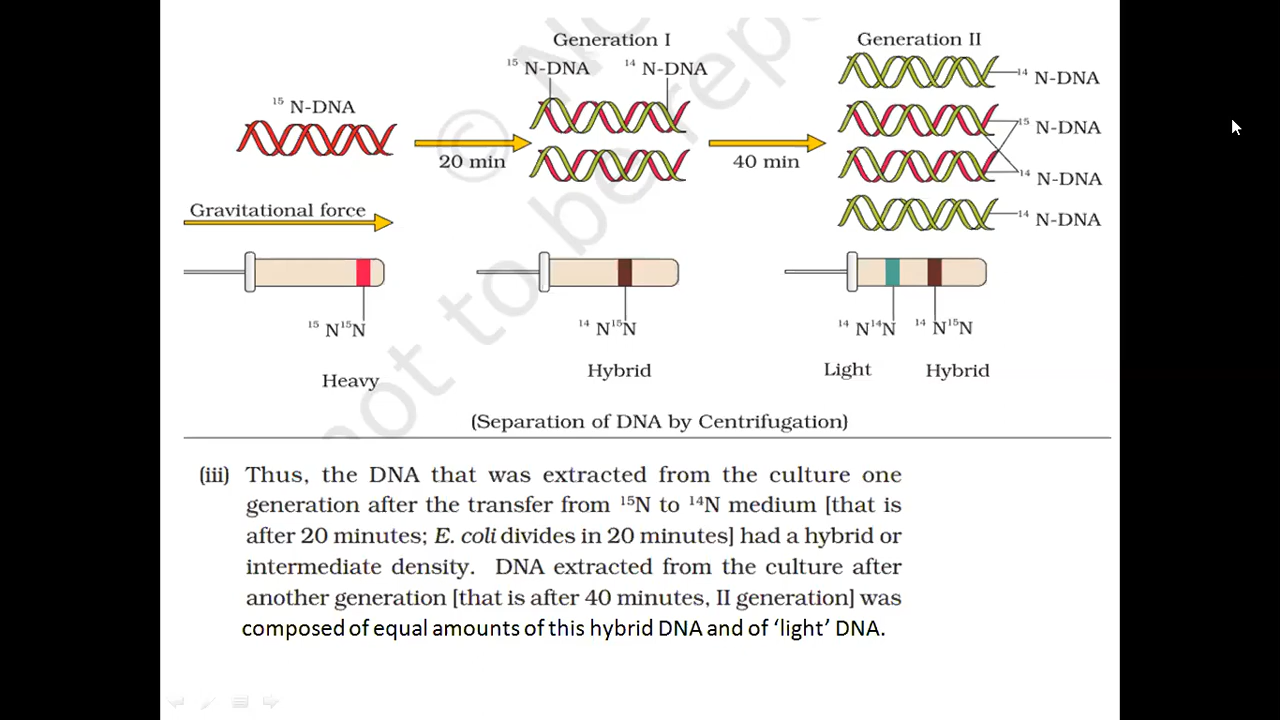 Generation I
Generation II
¹⁵ N-DNA ¹⁴ N-DNA
¹⁴ N-DNA
¹⁵ N-DNA
¹⁵ N-DNA
20 min
40 min
¹⁴ N-DNA
¹⁴ N-DNA
Gravitational force
¹⁵ N¹⁵N
¹⁴ N¹⁵N
¹⁴ N¹⁴N ¹⁴ N¹⁵N
Heavy
Hybrid
Light Hybrid
(Separation of DNA by Centrifugation)
(iii) Thus, the DNA that was extracted from the culture one
generation after the transfer from ¹⁵N to ¹⁴N medium [that is
after 20 minutes; E. coli divides in 20 minutes] had a hybrid or
intermediate density. DNA extracted from the culture after
another generation [that is after 40 minutes, II generation] was
composed of equal amounts of this hybrid DNA and of ‘light’ DNA.
© No
not to be rep